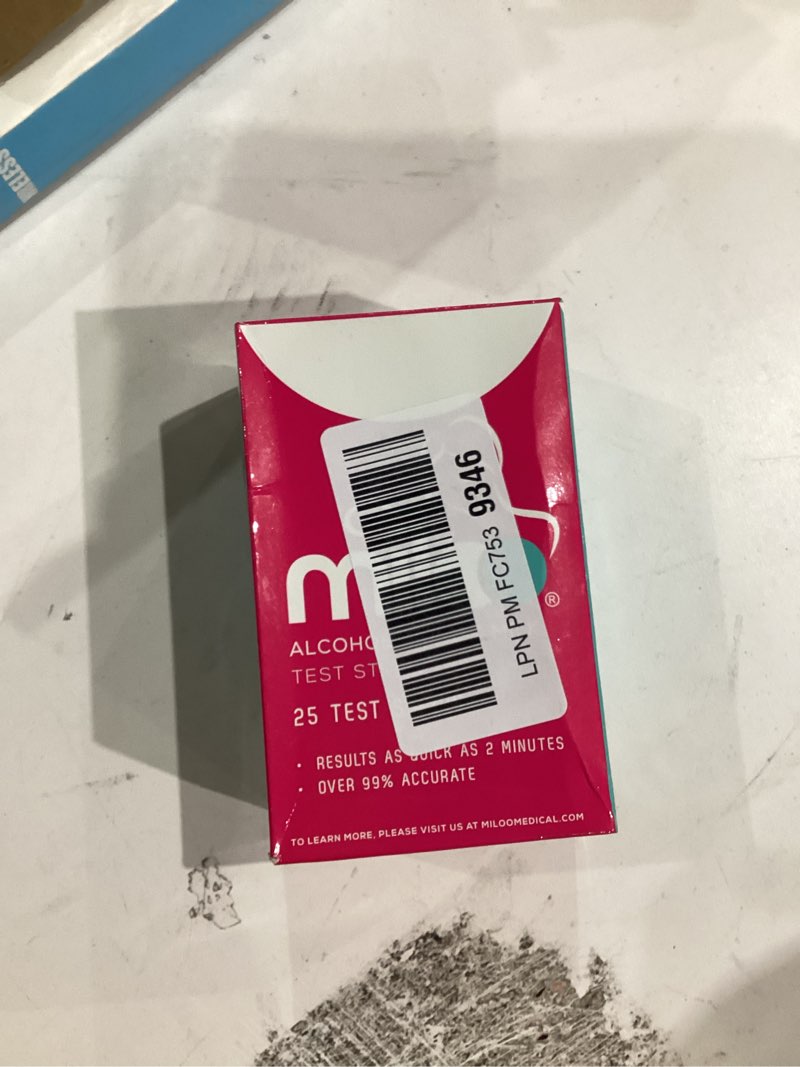 LPN PM FC753 9346
m
®
ALCOHO
TEST ST
25 TEST
• RESULTS AS QUICK AS 2 MINUTES
• OVER 99% ACCURATE
TO LEARN MORE, PLEASE VISIT US AT MILOOMEDICAL.COM